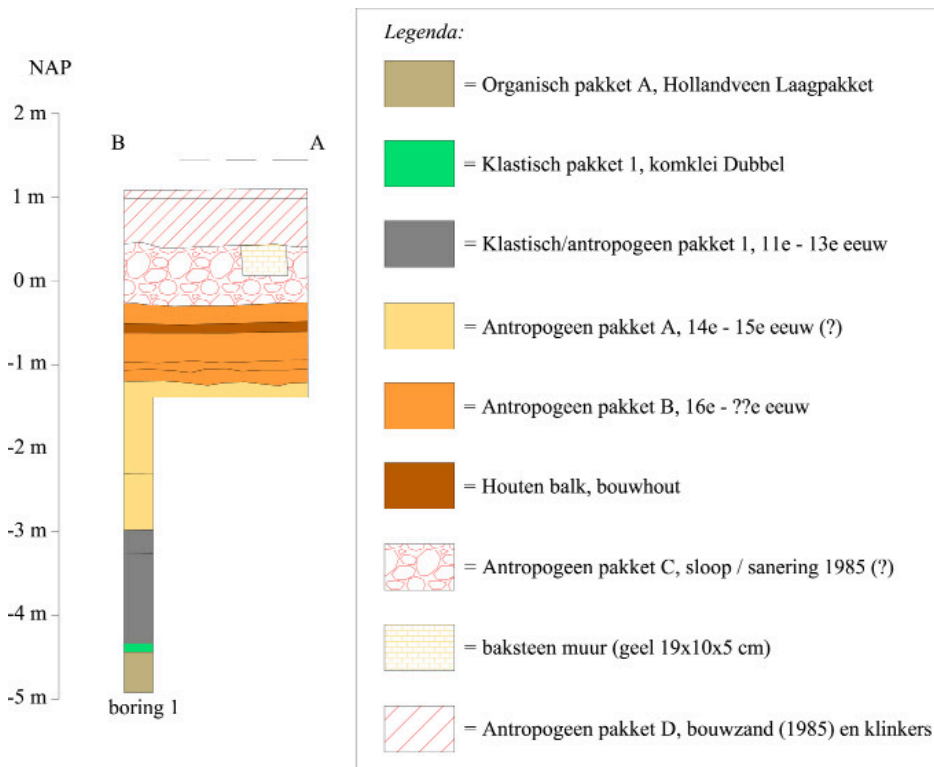 NAP
2 m
B A
1 m
0 m
-1 m
-2 m
-3 m
-4 m
-5 m
boring 1
Legenda:
= Organisch pakket A, Hollandveen Laagpakket
= Klastisch pakket 1, komklei Dubbel
= Klastisch/antropogeen pakket 1, 11e - 13e eeuw
= Antropogeen pakket A, 14e - 15e eeuw (?)
= Antropogeen pakket B, 16e - ??e eeuw
= Houten balk, bouwhout
= Antropogeen pakket C, sloop / sanering 1985 (?)
= baksteen muur (geel 19x10x5 cm)
= Antropogeen pakket D, bouwzand (1985) en klinkers